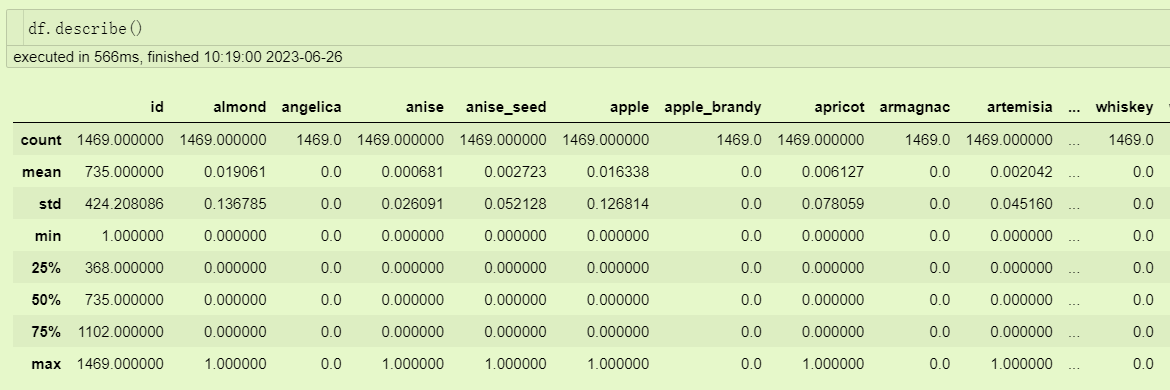 df.describe()
executed in 566ms, finished 10:19:00 2023-06-26
id almond angelica anise anise_seed apple apple_brandy apricot armagnac artemisia ... whiskey
count 1469.000000 1469.000000 1469.0 1469.000000 1469.000000 1469.000000 1469.0 1469.000000 1469.0 1469.000000 ... 1469.0
mean 735.000000 0.019061 0.0 0.000681 0.002723 0.016338 0.0 0.006127 0.0 0.002042 ... 0.0
std 424.208086 0.136785 0.0 0.026091 0.052128 0.126814 0.0 0.078059 0.0 0.045160 ... 0.0
min 1.000000 0.000000 0.0 0.000000 0.000000 0.000000 0.0 0.000000 0.0 0.000000 ... 0.0
25% 368.000000 0.000000 0.0 0.000000 0.000000 0.000000 0.0 0.000000 0.0 0.000000 ... 0.0
50% 735.000000 0.000000 0.0 0.000000 0.000000 0.000000 0.0 0.000000 0.0 0.000000 ... 0.0
75% 1102.000000 0.000000 0.0 0.000000 0.000000 0.000000 0.0 0.000000 0.0 0.000000 ... 0.0
max 1469.000000 1.000000 0.0 1.000000 1.000000 1.000000 0.0 1.000000 0.0 1.000000 ... 0.0